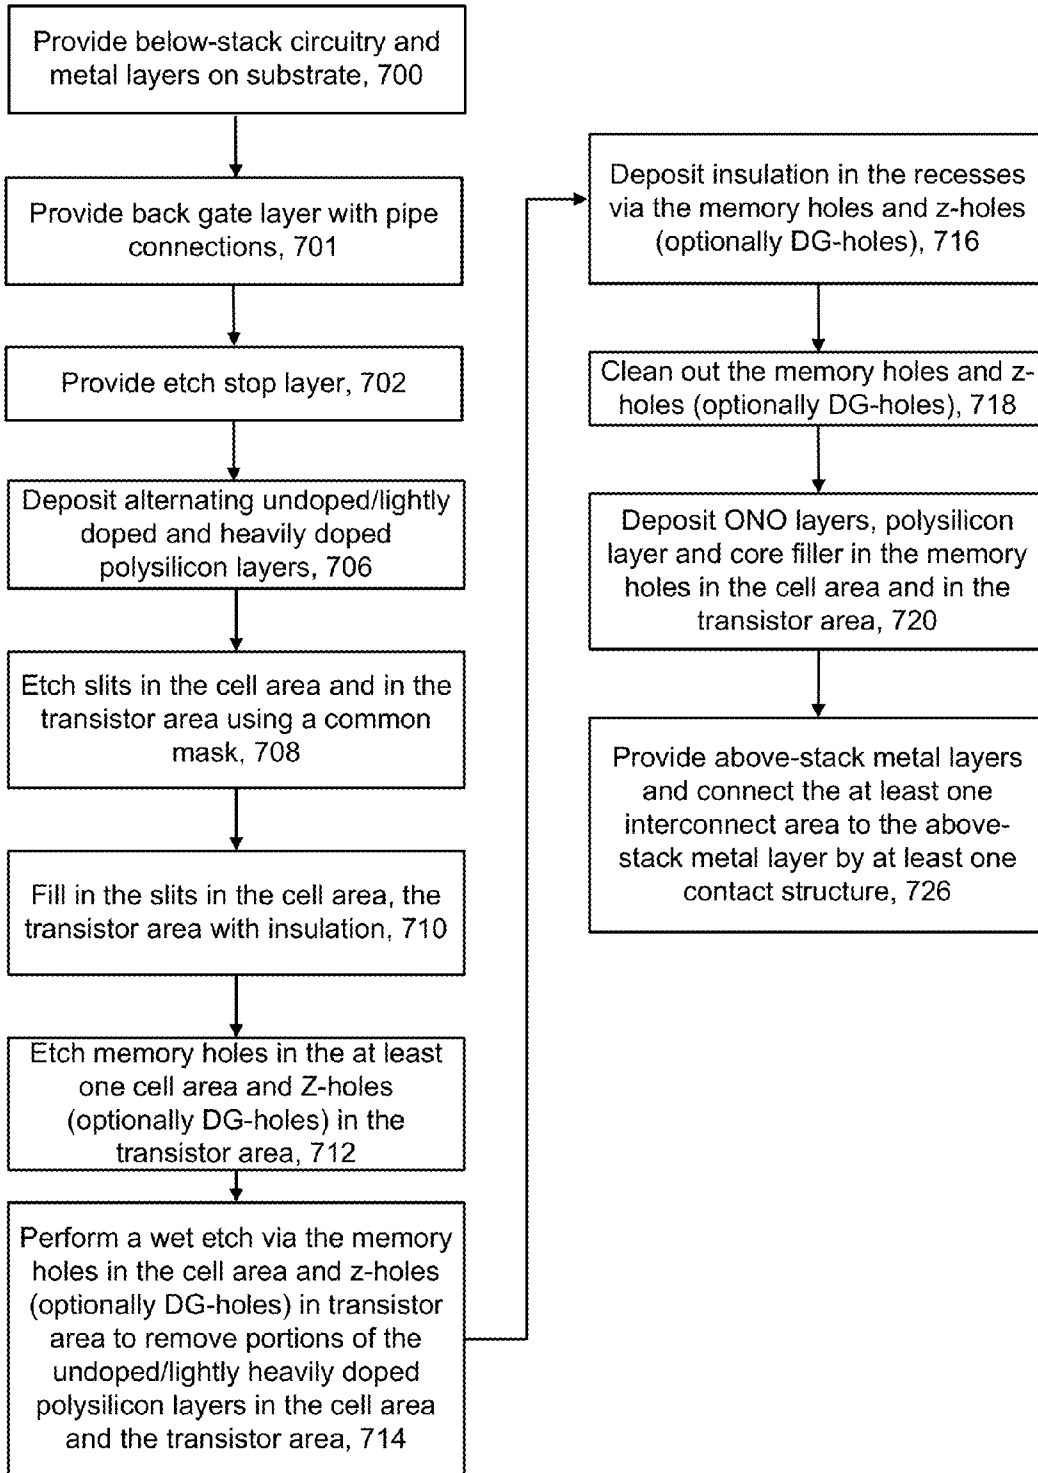 Provide below-stack circuitry and
metal layers on substrate, 700
Provide back gate layer with pipe
connections, 701
Provide etch stop layer, 702
Deposit alternating undoped/lightly
doped and heavily doped
polysilicon layers, 706
Etch slits in the cell area and in the
transistor area using a common
mask, 708
Fill in the slits in the cell area, the
transistor area with insulation, 710
Etch memory holes in the at least
one cell area and Z-holes
(optionally DG-holes) in the
transistor area, 712
Perform a wet etch via the memory
holes in the cell area and z-holes
(optionally DG-holes) in transistor
area to remove portions of the
undoped/lightly heavily doped
polysilicon layers in the cell area
and the transistor area, 714
Deposit insulation in the recesses
via the memory holes and z-holes
(optionally DG-holes), 716
Clean out the memory holes and z-
holes (optionally DG-holes), 718
Deposit ONO layers, polysilicon
layer and core filler in the memory
holes in the cell area and in the
transistor area, 720
Provide above-stack metal layers
and connect the at least one
interconnect area to the above-
stack metal layer by at least one
contact structure, 726